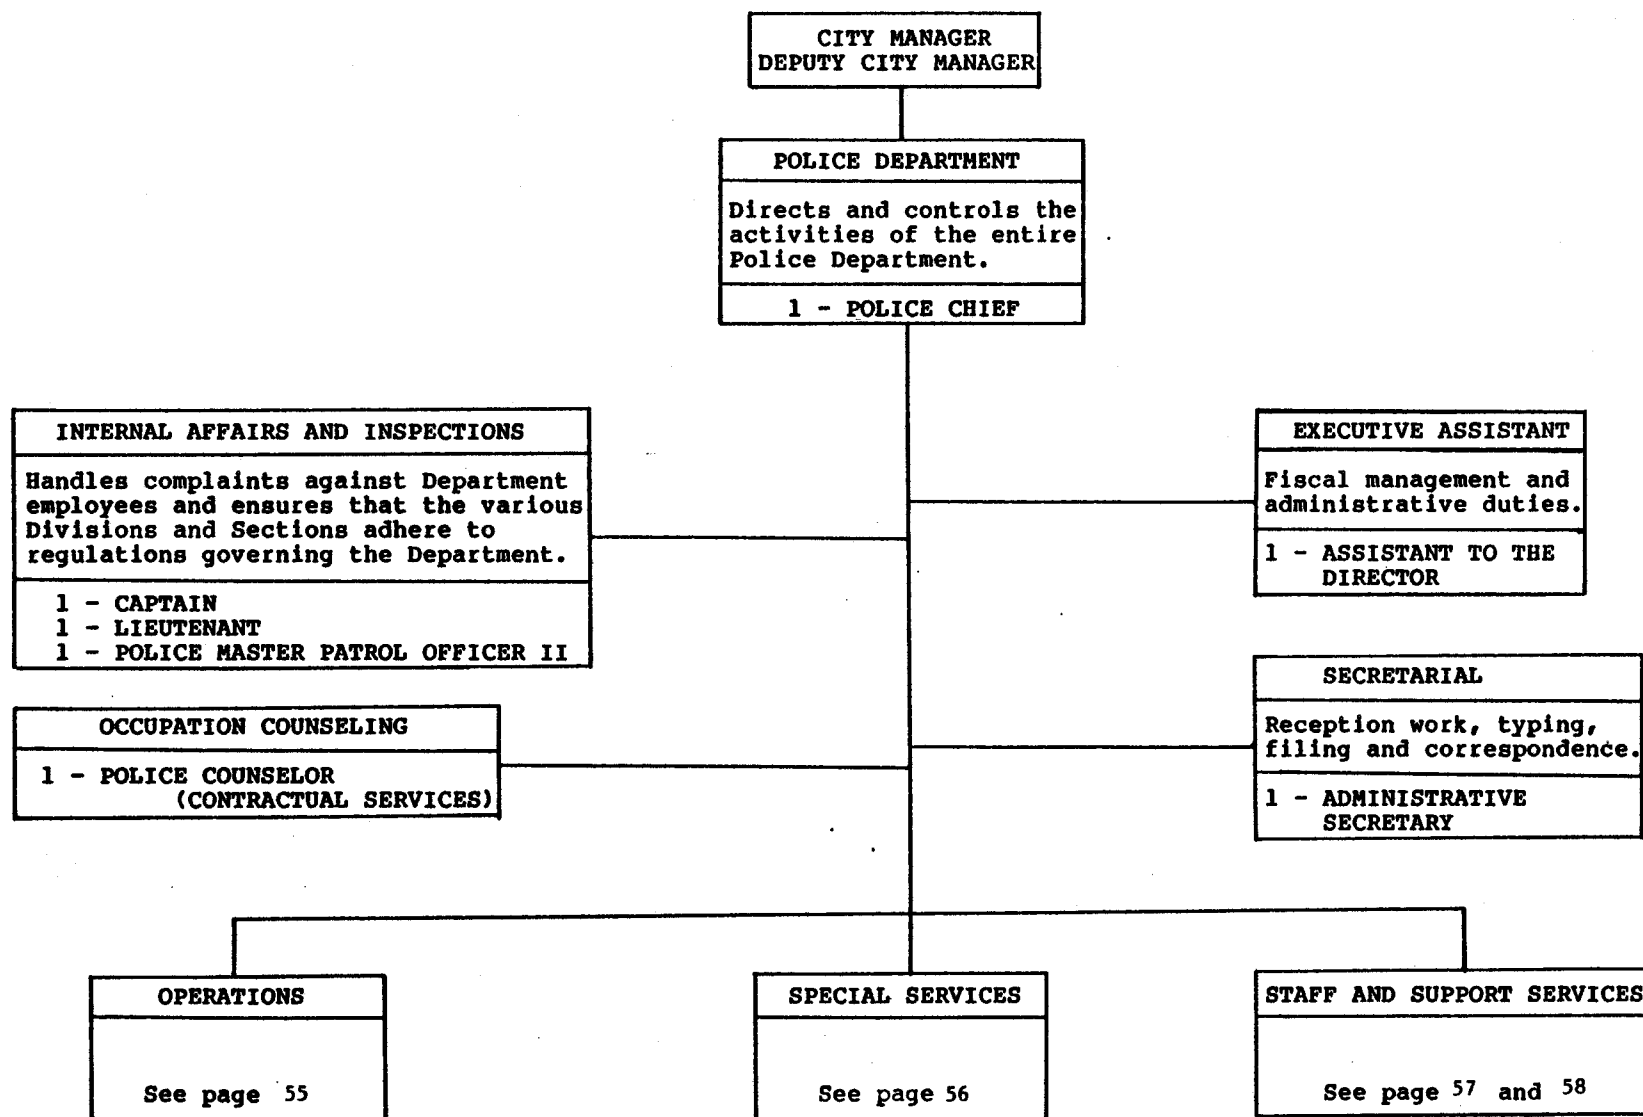 CITY MANAGER
DEPUTY CITY MANAGER
POLICE DEPARTMENT
Directs and controls the
activities of the entire
Police Department.
1 - POLICE CHIEF
INTERNAL AFFAIRS AND INSPECTIONS
Handles complaints against Department
employees and ensures that the various
Divisions and Sections adhere to
regulations governing the Department.
1 - CAPTAIN
1 - LIEUTENANT
1 - POLICE MASTER PATROL OFFICER II
EXECUTIVE ASSISTANT
Fiscal management and
administrative duties.
1 - ASSISTANT TO THE
DIRECTOR
OCCUPATION COUNSELING
1 - POLICE COUNSELOR
(CONTRACTUAL SERVICES)
SECRETARIAL
Reception work, typing,
filing and correspondence.
1 - ADMINISTRATIVE
SECRETARY
OPERATIONS
See page 55
SPECIAL SERVICES
See page 56
STAFF AND SUPPORT SERVICES
See page 57 and 58